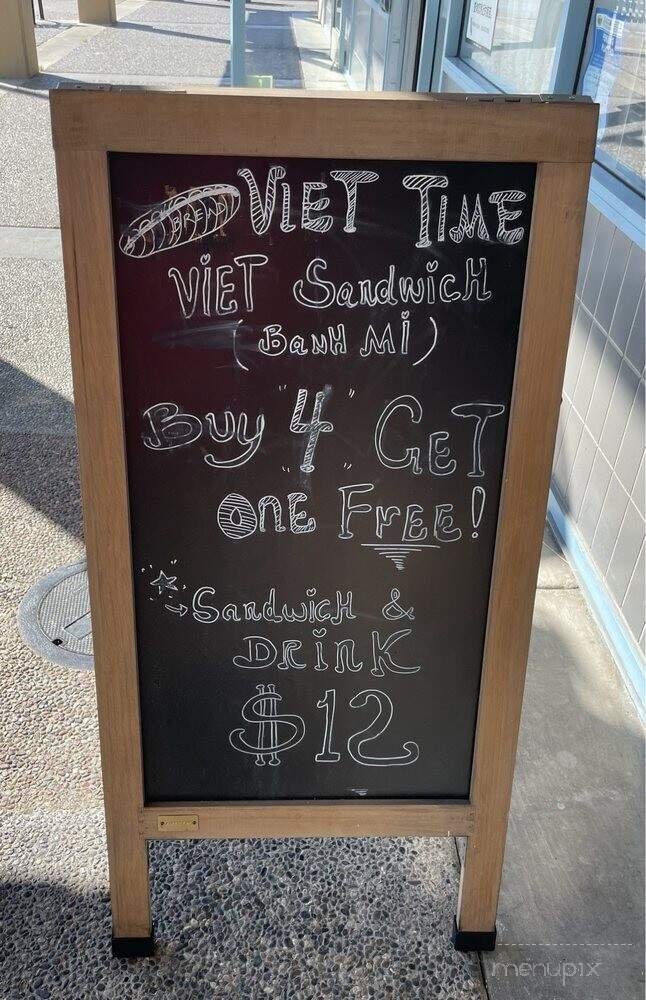 BREAD VIET TIME
VIET SandwicH
(BaNH Mi)
Buy "4" GET
ONE FREE!
SandwicH &
DRinK
$12
menupix